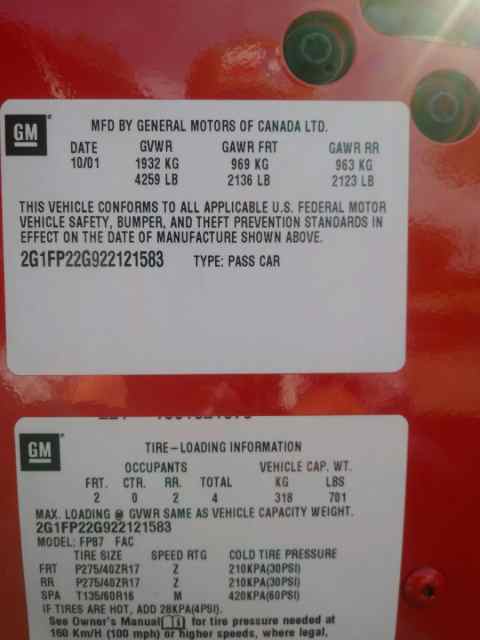 GM
MFD BY GENERAL MOTORS OF CANADA LTD.
DATE GVWR GAWR FRT GAWR RR
10/01 1932 KG 969 KG 963 KG
4259 LB 2136 LB 2123 LB
THIS VEHICLE CONFORMS TO ALL APPLICABLE U.S. FEDERAL MOTOR
VEHICLE SAFETY, BUMPER, AND THEFT PREVENTION STANDARDS IN
EFFECT ON THE DATE OF MANUFACTURE SHOWN ABOVE.
2G1FP22G922121583 TYPE: PASS CAR
GM
TIRE-LOADING INFORMATION
OCCUPANTS VEHICLE CAP. WT.
FRT. CTR. RR. TOTAL KG LBS
2 0 2 4 318 701
MAX. LOADING @ GVWR SAME AS VEHICLE CAPACITY WEIGHT.
2G1FP22G922121583
MODEL: FP87 FAC
TIRE SIZE SPEED RTG COLD TIRE PRESSURE
FRT P275/40ZR17 Z 210KPA(30PSI)
RR P275/40ZR17 Z 210KPA(30PSI)
SPA T135/60R16 M 420KPA(60PSI)
IF TIRES ARE HOT, ADD 28KPA(4PSI).
See Owner's Manual for tire pressure needed at
160 Km/H (100 mph) or higher speeds, where legal,